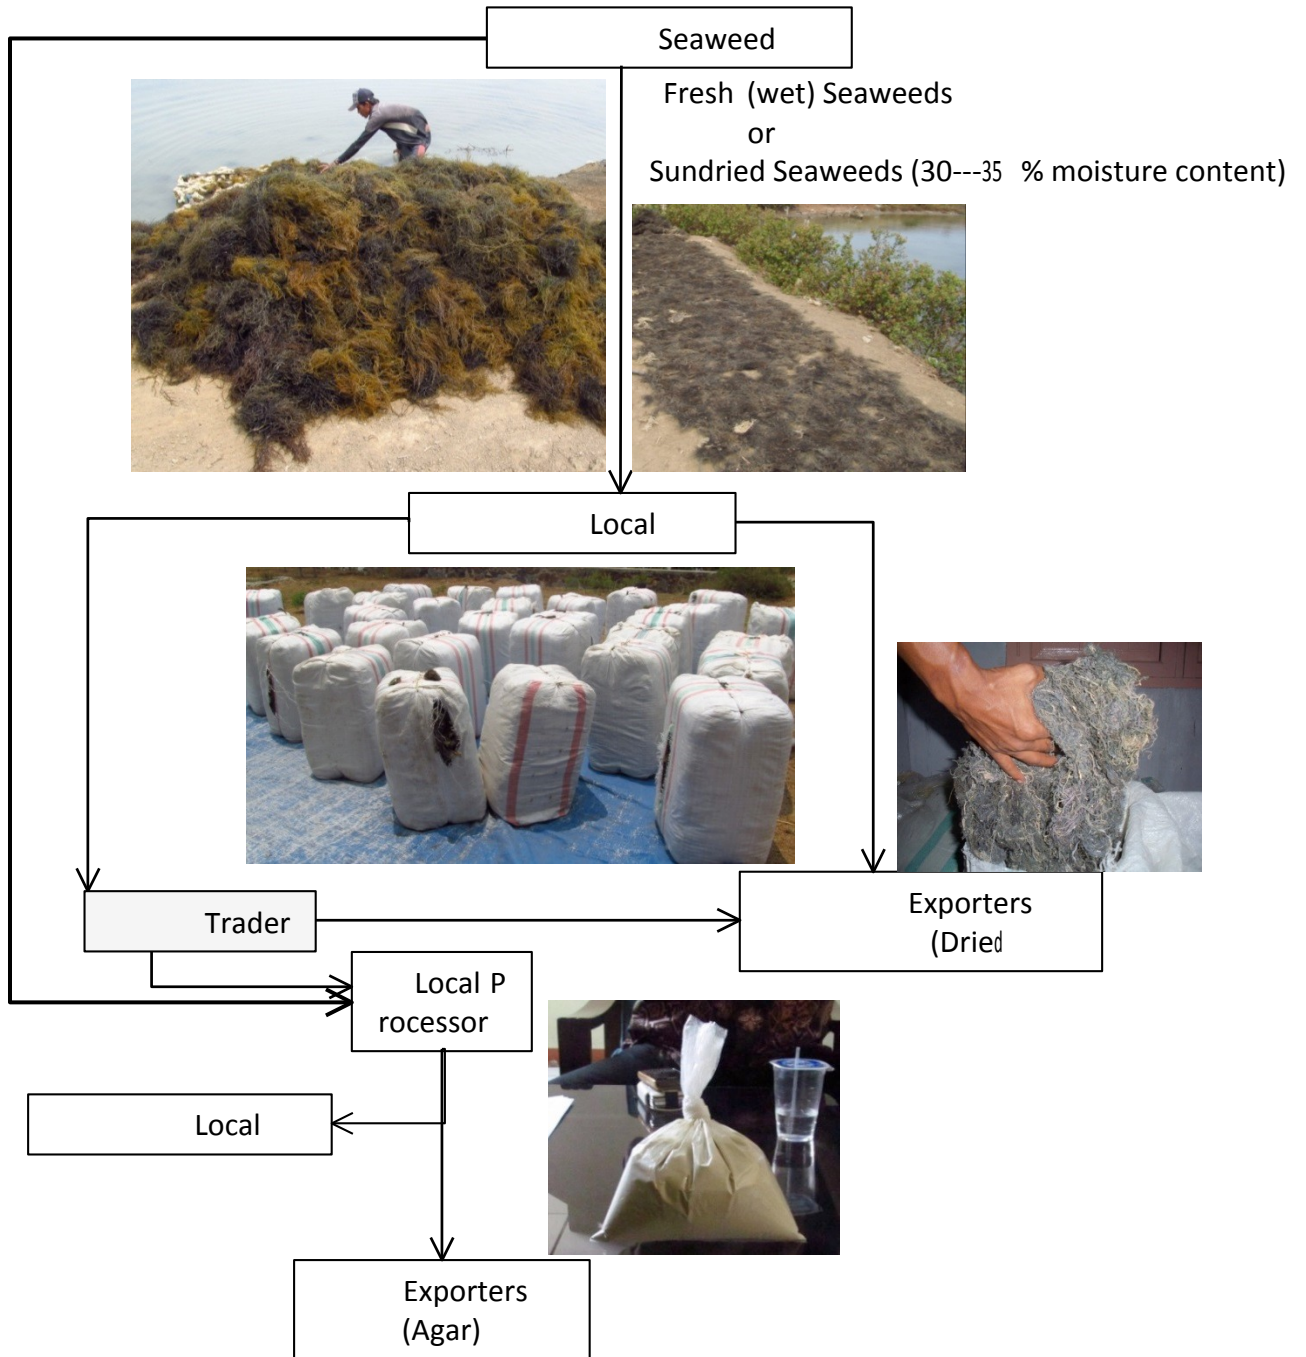 Seaweed
Fresh (wet) Seaweeds
or
Sundried Seaweeds (30---35 % moisture content)
Local
Trader
Exporters
(Dried
Local P
rocessor
Local
Exporters
(Agar)